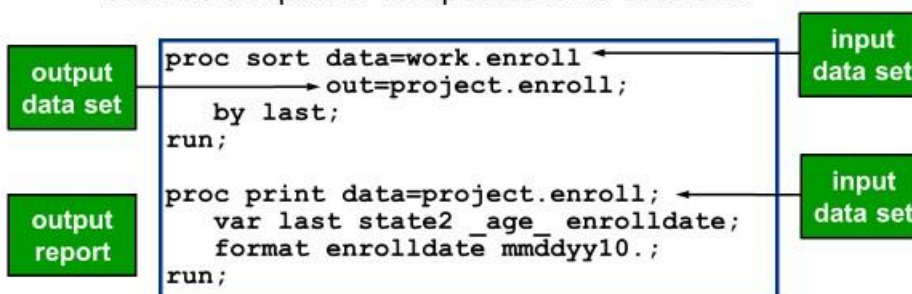 output
data set
proc sort data=work.enroll
out=project.enroll;
by last;
run;
input
data set
output
report
proc print data=project.enroll;
var last state2 _age_ enrolldate;
format enrolldate mmddyy10.;
run;
input
data set